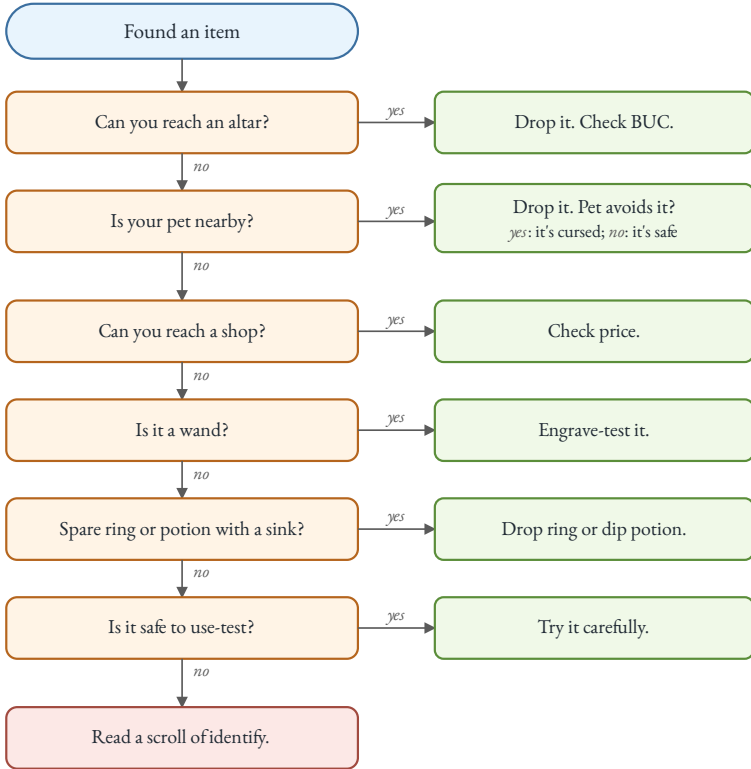 Found an item
Can you reach an altar?
yes
Drop it. Check BUC.
no
Is your pet nearby?
yes
Drop it. Pet avoids it?
yes: it's cursed; no: it's safe
no
Can you reach a shop?
yes
Check price.
no
Is it a wand?
yes
Engrave-test it.
no
Spare ring or potion with a sink?
yes
Drop ring or dip potion.
no
Is it safe to use-test?
yes
Try it carefully.
no
Read a scroll of identify.